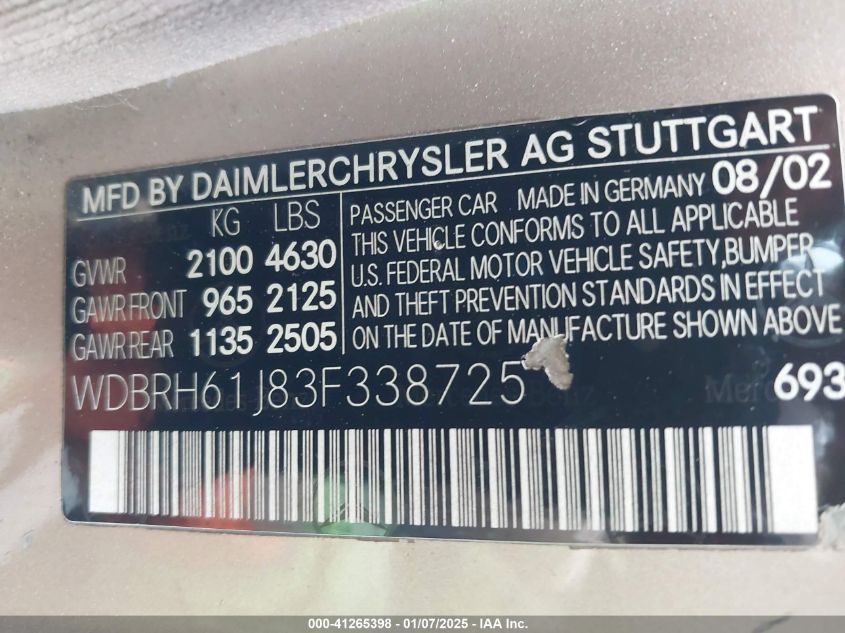 MFD BY DAIMLERCHRYSLER AG STUTTGART
KG LBS
GVWR 2100 4630
GAWR FRONT 965 2125
GAWR REAR 1135 2505
PASSENGER CAR MADE IN GERMANY 08/02
THIS VEHICLE CONFORMS TO ALL APPLICABLE
U.S. FEDERAL MOTOR VEHICLE SAFETY, BUMPER
AND THEFT PREVENTION STANDARDS IN EFFECT
ON THE DATE OF MANUFACTURE SHOWN ABOVE
WDBRH61J83F338725 693
000-41265398 - 01/07/2025 - IAA Inc.